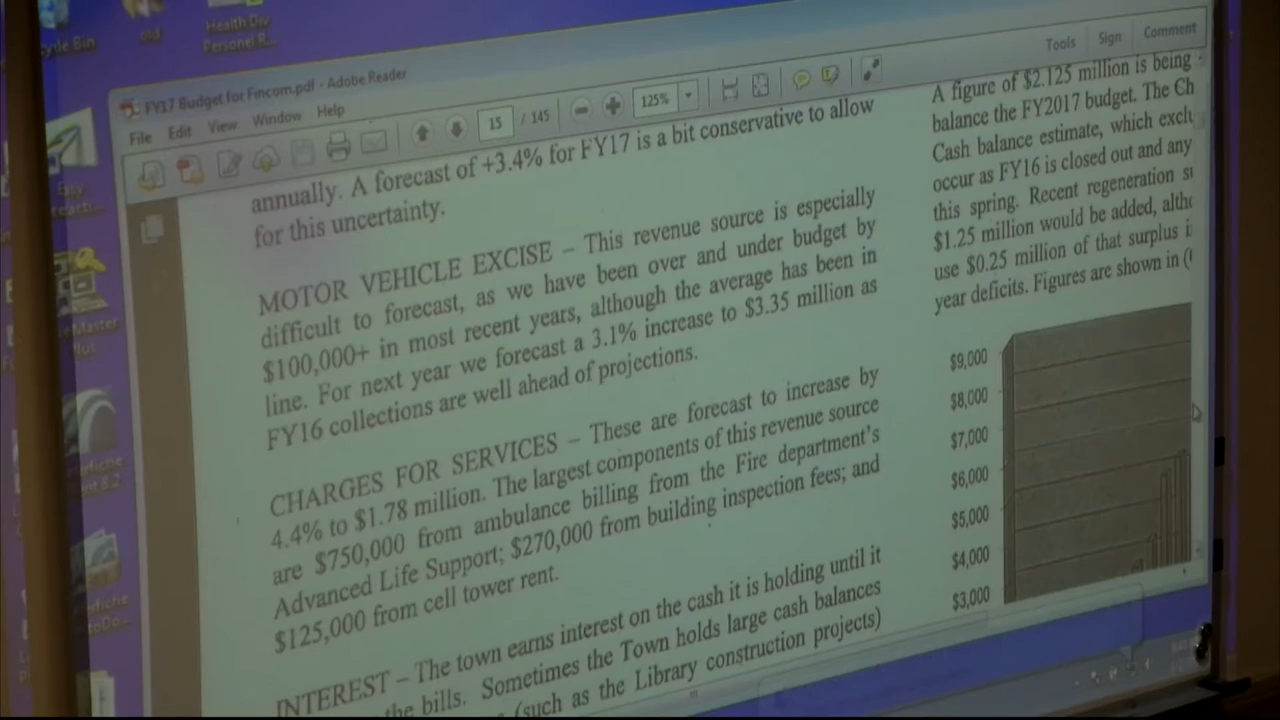 old
Health Div
Personel R...
FY17 Budget for Fincom.pdf - Adobe Reader
File Edit View Window Help
Tools Sign Comment
15 / 145 125%
annually. A forecast of +3.4% for FY17 is a bit conservative to allow
for this uncertainty.
MOTOR VEHICLE EXCISE – This revenue source is especially
difficult to forecast, as we have been over and under budget by
$100,000+ in most recent years, although the average has been in
line. For next year we forecast a 3.1% increase to $3.35 million as
FY16 collections are well ahead of projections.
CHARGES FOR SERVICES – These are forecast to increase by
4.4% to $1.78 million. The largest components of this revenue source
are $750,000 from ambulance billing from the Fire department's
Advanced Life Support; $270,000 from building inspection fees; and
$125,000 from cell tower rent.
INTEREST – The town earns interest on the cash it is holding until it
the bills. Sometimes the Town holds large cash balances
(such as the Library construction projects)
A figure of $2.125 million is being
balance the FY2017 budget. The Ch
Cash balance estimate, which excl
occur as FY16 is closed out and any
this spring. Recent regeneration s
$1.25 million would be added, alth
use $0.25 million of that surplus i
year deficits. Figures are shown in (
$9,000
$8,000
$7,000
$6,000
$5,000
$4,000
$3,000